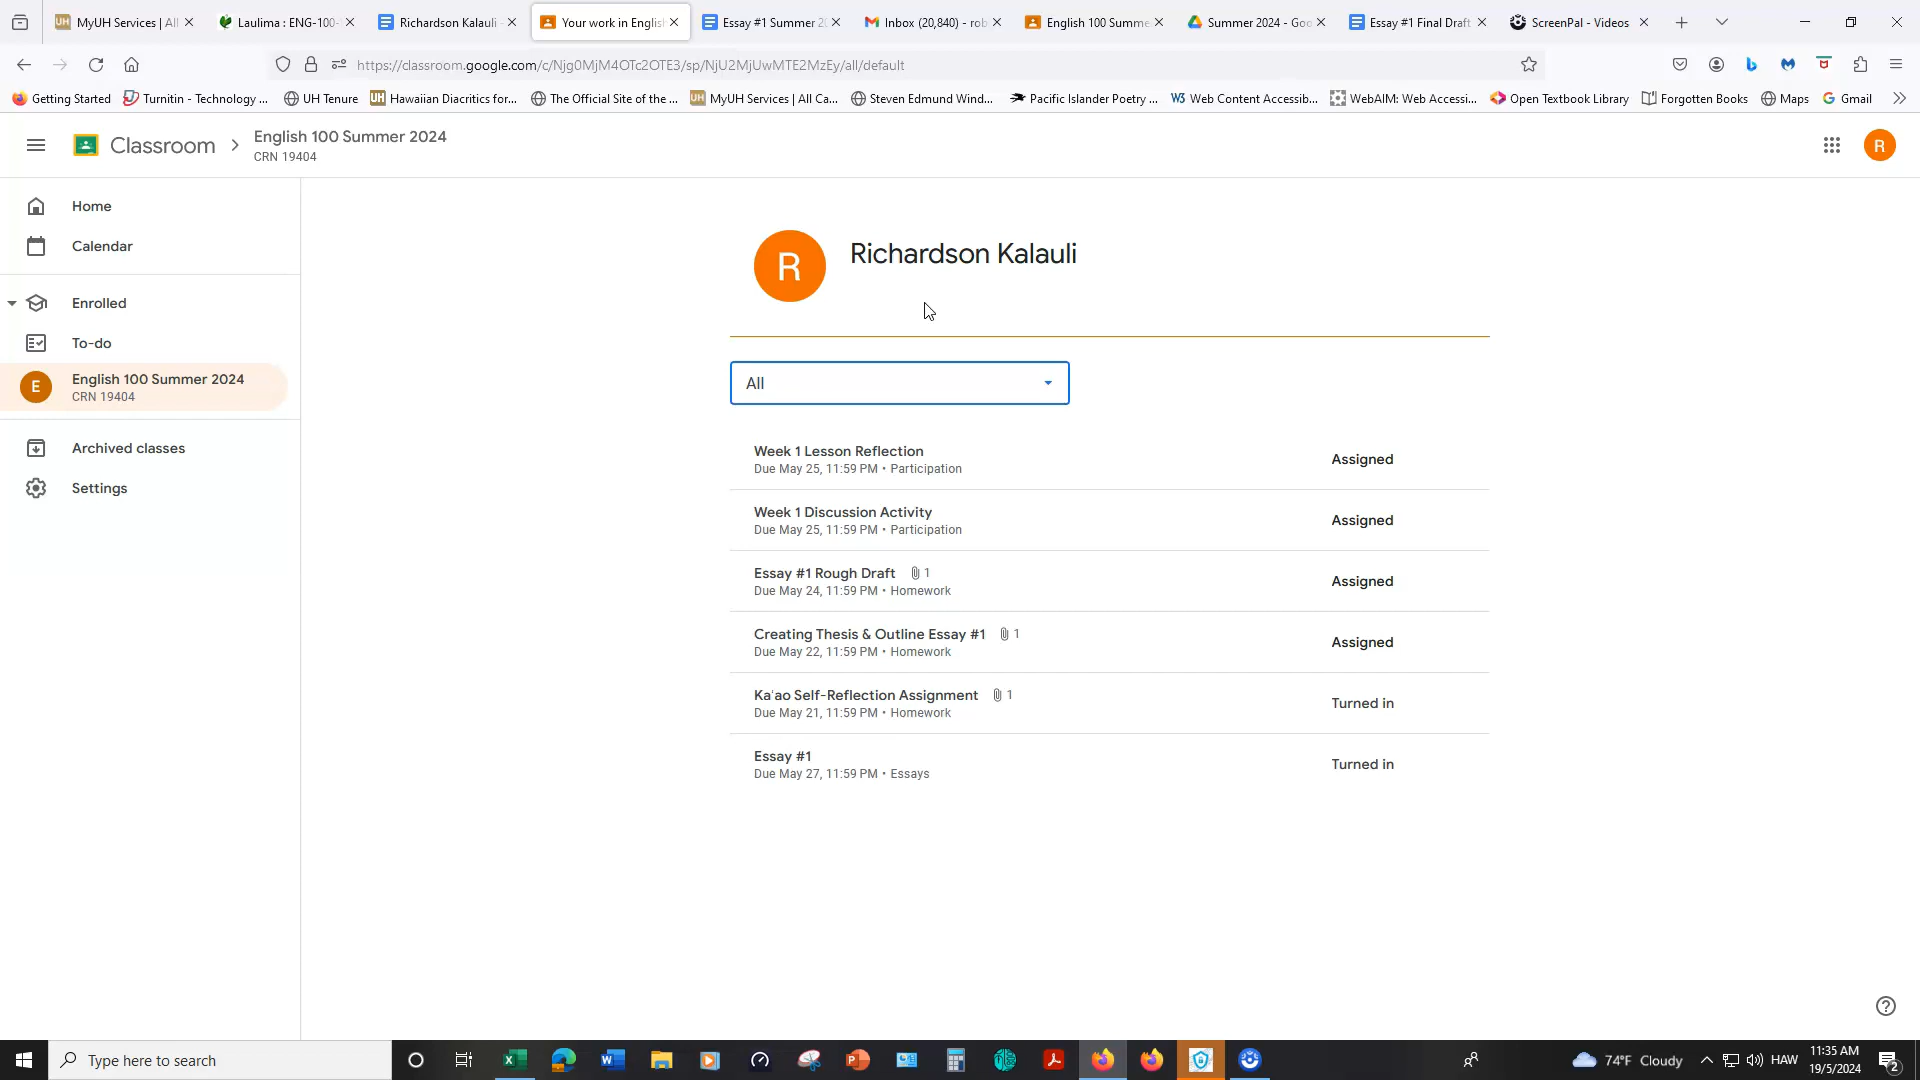 MyUH Services | All
Laulima : ENG-100-
Richardson Kalauli -
Your work in Englis
Essay #1 Summer 2
Inbox (20,840) - rob
English 100 Summe
Summer 2024 - Goo
Essay #1 Final Draft
ScreenPal - Videos
https://classroom.google.com/c/Njg0MjM4OTc2OTE3/sp/NjU2MjUwMTE2MzEy/all/default
Getting Started
Turnitin - Technology ...
UH Tenure
Hawaiian Diacritics for...
The Official Site of the ...
MyUH Services | All Ca...
Steven Edmund Wind...
Pacific Islander Poetry ...
Web Content Accessib...
WebAIM: Web Accessi...
Open Textbook Library
Forgotten Books
Maps
Gmail
Classroom
English 100 Summer 2024
CRN 19404
R
Home
Calendar
Enrolled
To-do
E
English 100 Summer 2024
CRN 19404
Archived classes
Settings
R
Richardson Kalauli
All
Week 1 Lesson Reflection
Due May 25, 11:59 PM • Participation
Assigned
Week 1 Discussion Activity
Due May 25, 11:59 PM • Participation
Assigned
Essay #1 Rough Draft 1
Due May 24, 11:59 PM • Homework
Assigned
Creating Thesis & Outline Essay #1 1
Due May 22, 11:59 PM • Homework
Assigned
Kaʻao Self-Reflection Assignment 1
Due May 21, 11:59 PM • Homework
Turned in
Essay #1
Due May 27, 11:59 PM • Essays
Turned in
Type here to search
74°F Cloudy
HAW
11:35 AM
19/5/2024
2